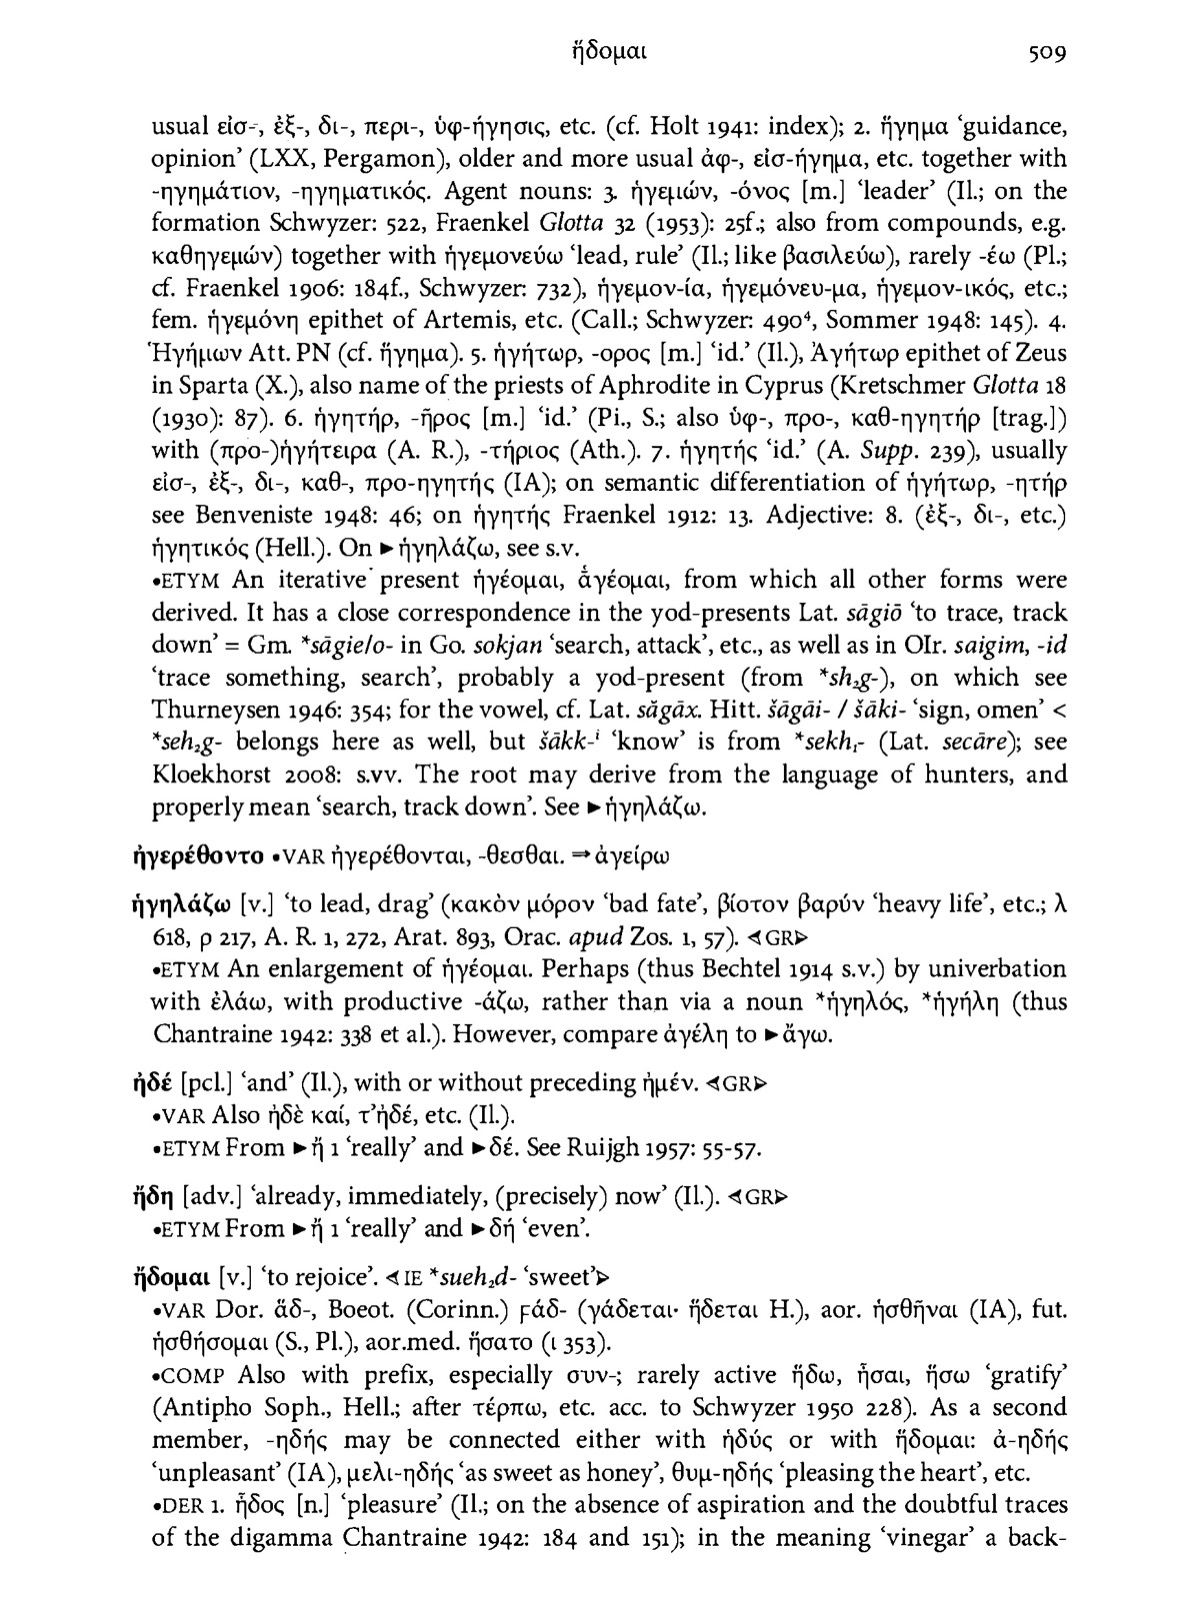 ἥδομαι 509
usual εἰσ-, ἐξ-, δι-, περι-, ὑφ-ήγησις, etc. (cf. Holt 1941: index); 2. ἥγημα ‘guidance,
opinion’ (LXX, Pergamon), older and more usual ἀφ-, εἰσ-ήγημα, etc. together with
-ηγημάτιον, -ηγηματικός. Agent nouns: 3. ἡγεμών, -όνος [m.] ‘leader’ (Il.; on the
formation Schwyzer: 522, Fraenkel Glotta 32 (1953): 25f.; also from compounds, e.g.
καθηγεμών) together with ἡγεμονεύω ‘lead, rule’ (Il.; like βασιλεύω), rarely -έω (Pl.;
cf. Fraenkel 1906: 184f., Schwyzer: 732), ἡγεμον-ία, ἡγεμόνευ-μα, ἡγεμον-ικός, etc.;
fem. ἡγεμόνη epithet of Artemis, etc. (Call.; Schwyzer: 490⁴, Sommer 1948: 145). 4.
Ἡγήμων Att. PN (cf. ἥγημα). 5. ἡγήτωρ, -ορος [m.] ‘id.’ (Il.), Ἀγήτωρ epithet of Zeus
in Sparta (X.), also name of the priests of Aphrodite in Cyprus (Kretschmer Glotta 18
(1930): 87). 6. ἡγητήρ, -ῆρος [m.] ‘id.’ (Pi., S.; also ὑφ-, προ-, καθ-ηγητήρ [trag.])
with (προ-)ἡγήτειρα (A. R.), -τήριος (Ath.). 7. ἡγητής ‘id.’ (A. Supp. 239), usually
εἰσ-, ἐξ-, δι-, καθ-, προ-ηγητής (IA); on semantic differentiation of ἡγήτωρ, -ητήρ
see Benveniste 1948: 46; on ἡγητής Fraenkel 1912: 13. Adjective: 8. (ἐξ-, δι-, etc.)
ἡγητικός (Hell.). On ►ἡγηλάζω, see s.v.
•ETYM An iterative present ἡγέομαι, ἁ̄γέομαι, from which all other forms were
derived. It has a close correspondence in the yod-presents Lat. sāgiō ‘to trace, track
down’ = Gm. *sāgie/o- in Go. sokjan ‘search, attack’, etc., as well as in OIr. saigim, -id
‘trace something, search’, probably a yod-present (from *sh₂g-), on which see
Thurneysen 1946: 354; for the vowel, cf. Lat. săgāx. Hitt. šāgāi- / šāki- ‘sign, omen’ <
*seh₂g- belongs here as well, but šākk-ⁱ ‘know’ is from *sekh₁- (Lat. secāre); see
Kloekhorst 2008: s.vv. The root may derive from the language of hunters, and
properly mean ‘search, track down’. See ►ἡγηλάζω.
ἠγερέθοντο •VAR ἠγερέθονται, -θεσθαι. ⇒ἀγείρω
ἡγηλάζω [v.] ‘to lead, drag’ (κακὸν μόρον ‘bad fate’, βίοτον βαρύν ‘heavy life’, etc.; λ
618, ρ 217, A. R. 1, 272, Arat. 893, Orac. apud Zos. 1, 57). ⊲GR⊳
•ETYM An enlargement of ἡγέομαι. Perhaps (thus Bechtel 1914 s.v.) by univerbation
with ἐλάω, with productive -άζω, rather than via a noun *ἡγηλός, *ἡγήλη (thus
Chantraine 1942: 338 et al.). However, compare ἀγέλη to ►ἄγω.
ἠδέ [pcl.] ‘and’ (Il.), with or without preceding ἠμέν. ⊲GR⊳
•VAR Also ἠδὲ καί, τ’ἠδέ, etc. (Il.).
•ETYM From ►ἤ 1 ‘really’ and ►δέ. See Ruijgh 1957: 55-57.
ἤδη [adv.] ‘already, immediately, (precisely) now’ (Il.). ⊲GR⊳
•ETYM From ►ἤ 1 ‘really’ and ►δή ‘even’.
ἥδομαι [v.] ‘to rejoice’. ⊲IE *sueh₂d- ‘sweet’⊳
•VAR Dor. ἅδ-, Boeot. (Corinn.) ϝάδ- (γάδεται· ἥδεται H.), aor. ἡσθῆναι (IA), fut.
ἡσθήσομαι (S., Pl.), aor.med. ἥσατο (ι 353).
•COMP Also with prefix, especially συν-; rarely active ἥδω, ἧσαι, ἥσω ‘gratify’
(Antipho Soph., Hell.; after τέρπω, etc. acc. to Schwyzer 1950 228). As a second
member, -ηδής may be connected either with ἡδύς or with ἥδομαι: ἀ-ηδής
‘unpleasant’ (IA), μελι-ηδής ‘as sweet as honey’, θυμ-ηδής ‘pleasing the heart’, etc.
•DER 1. ἦδος [n.] ‘pleasure’ (Il.; on the absence of aspiration and the doubtful traces
of the digamma Chantraine 1942: 184 and 151); in the meaning ‘vinegar’ a back-